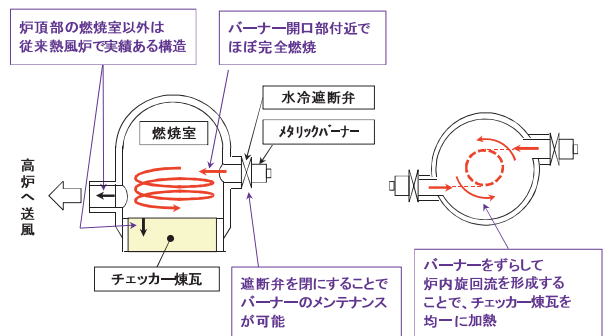 炉頂部の燃焼室以外は
従来熱風炉で実績ある構造
バーナー開口部付近で
ほぼ完全燃焼
水冷遮断弁
燃焼室
ﾒﾀﾘｯｸﾊﾞｰﾅｰ
高炉へ送風
チェッカー煉瓦
遮断弁を閉にすることで
バーナーのメンテナンス
が可能
バーナーをずらして
炉内旋回流を形成する
ことで、チェッカー煉瓦を
均一に加熱